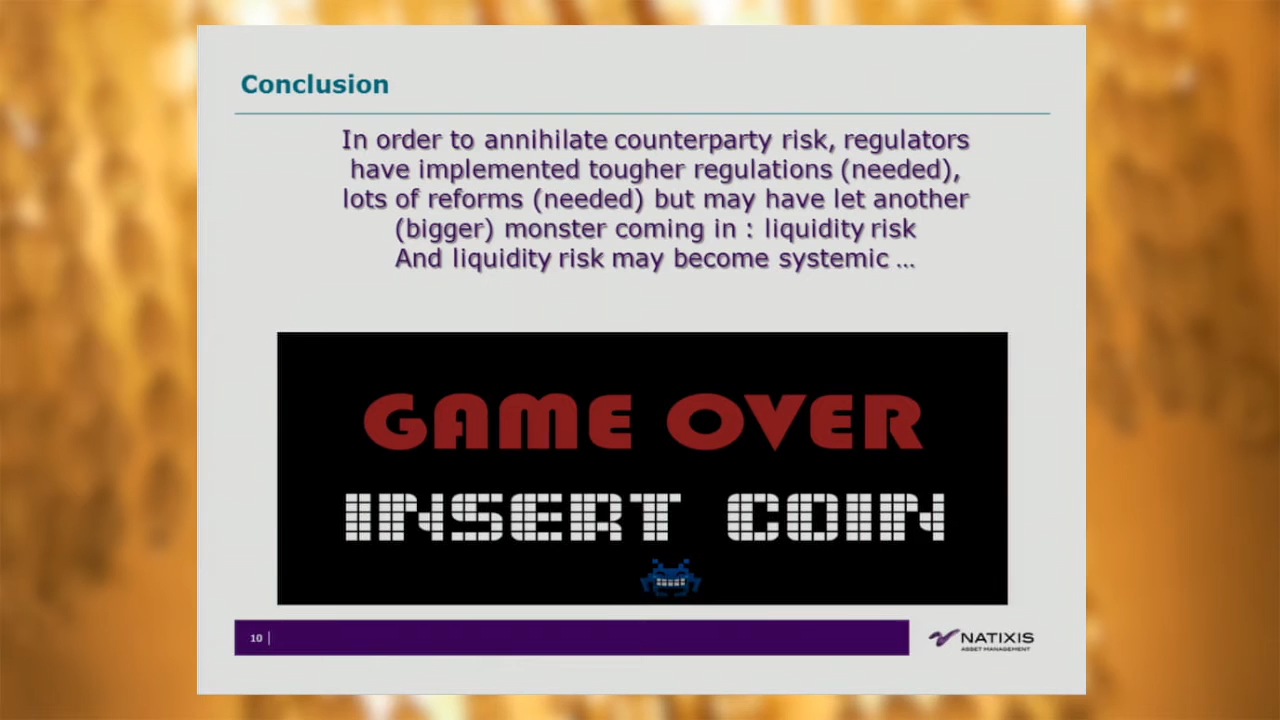 Conclusion
In order to annihilate counterparty risk, regulators
have implemented tougher regulations (needed),
lots of reforms (needed) but may have let another
(bigger) monster coming in : liquidity risk
And liquidity risk may become systemic ...
GAME OVER
INSERT COIN
10 |
NATIXIS
ASSET MANAGEMENT